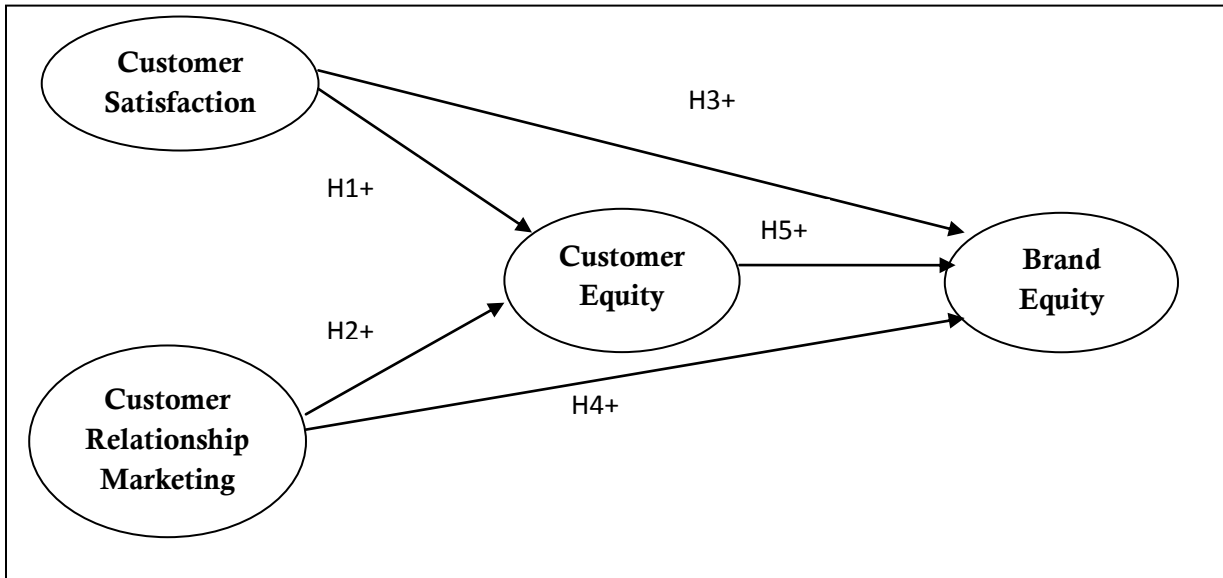 Customer
Satisfaction
H3+
H1+
Customer
Equity
H5+
Brand
Equity
H2+
Customer
Relationship
Marketing
H4+